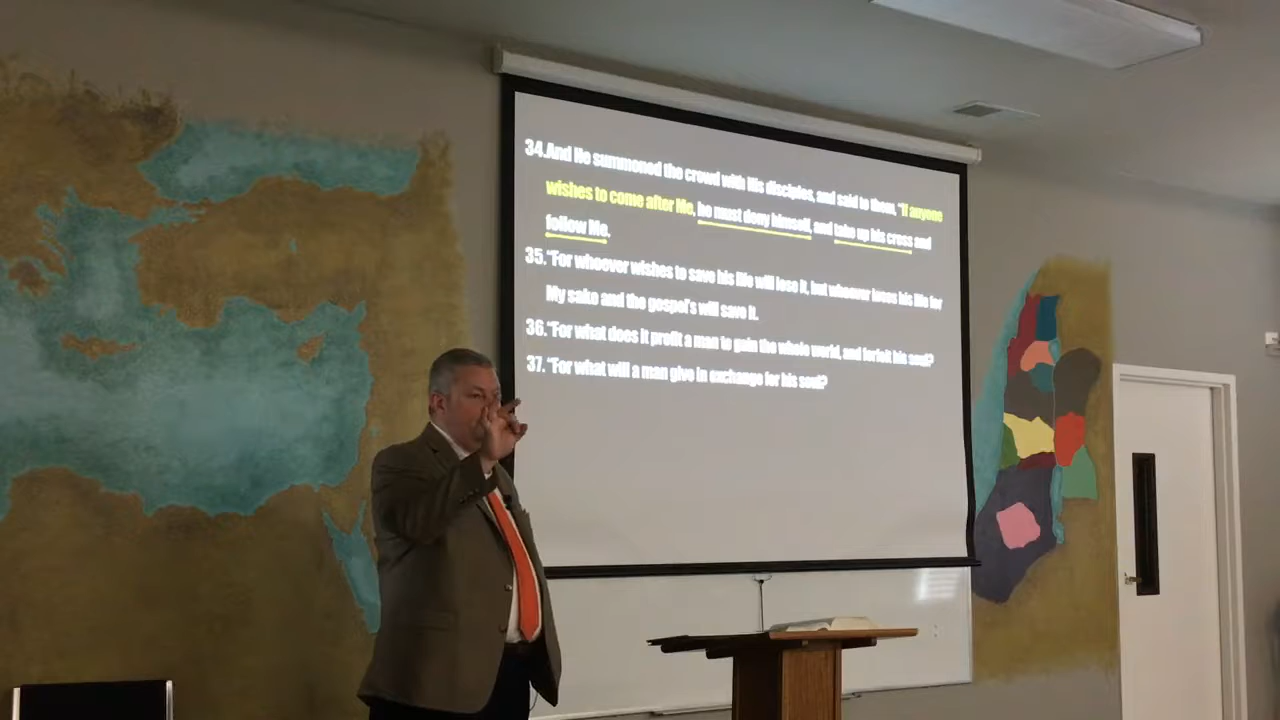 34.And He summoned the crowd with His disciples, and said to them, "If anyone
wishes to come after Me, he must deny himself, and take up his cross and
follow Me.
35. "For whoever wishes to save his life will lose it, but whoever loses his life for
My sake and the gospel's will save it.
36. "For what does it profit a man to gain the whole world, and forfeit his soul?
37. "For what will a man give in exchange for his soul?